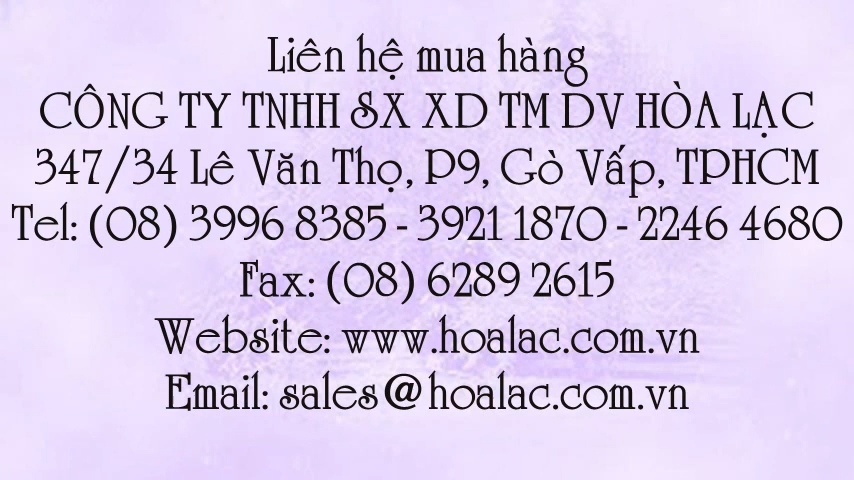 Liên hệ mua hàng
CÔNG TY TNHH SX XD TM DV HÒA LẠC
347/34 Lê Văn Thọ, P9, Gò Vấp, TPHCM
Tel: (08) 3996 8385 - 3921 1870 - 2246 4680
Fax: (08) 6289 2615
Website: www.hoalac.com.vn
Email: sales@hoalac.com.vn